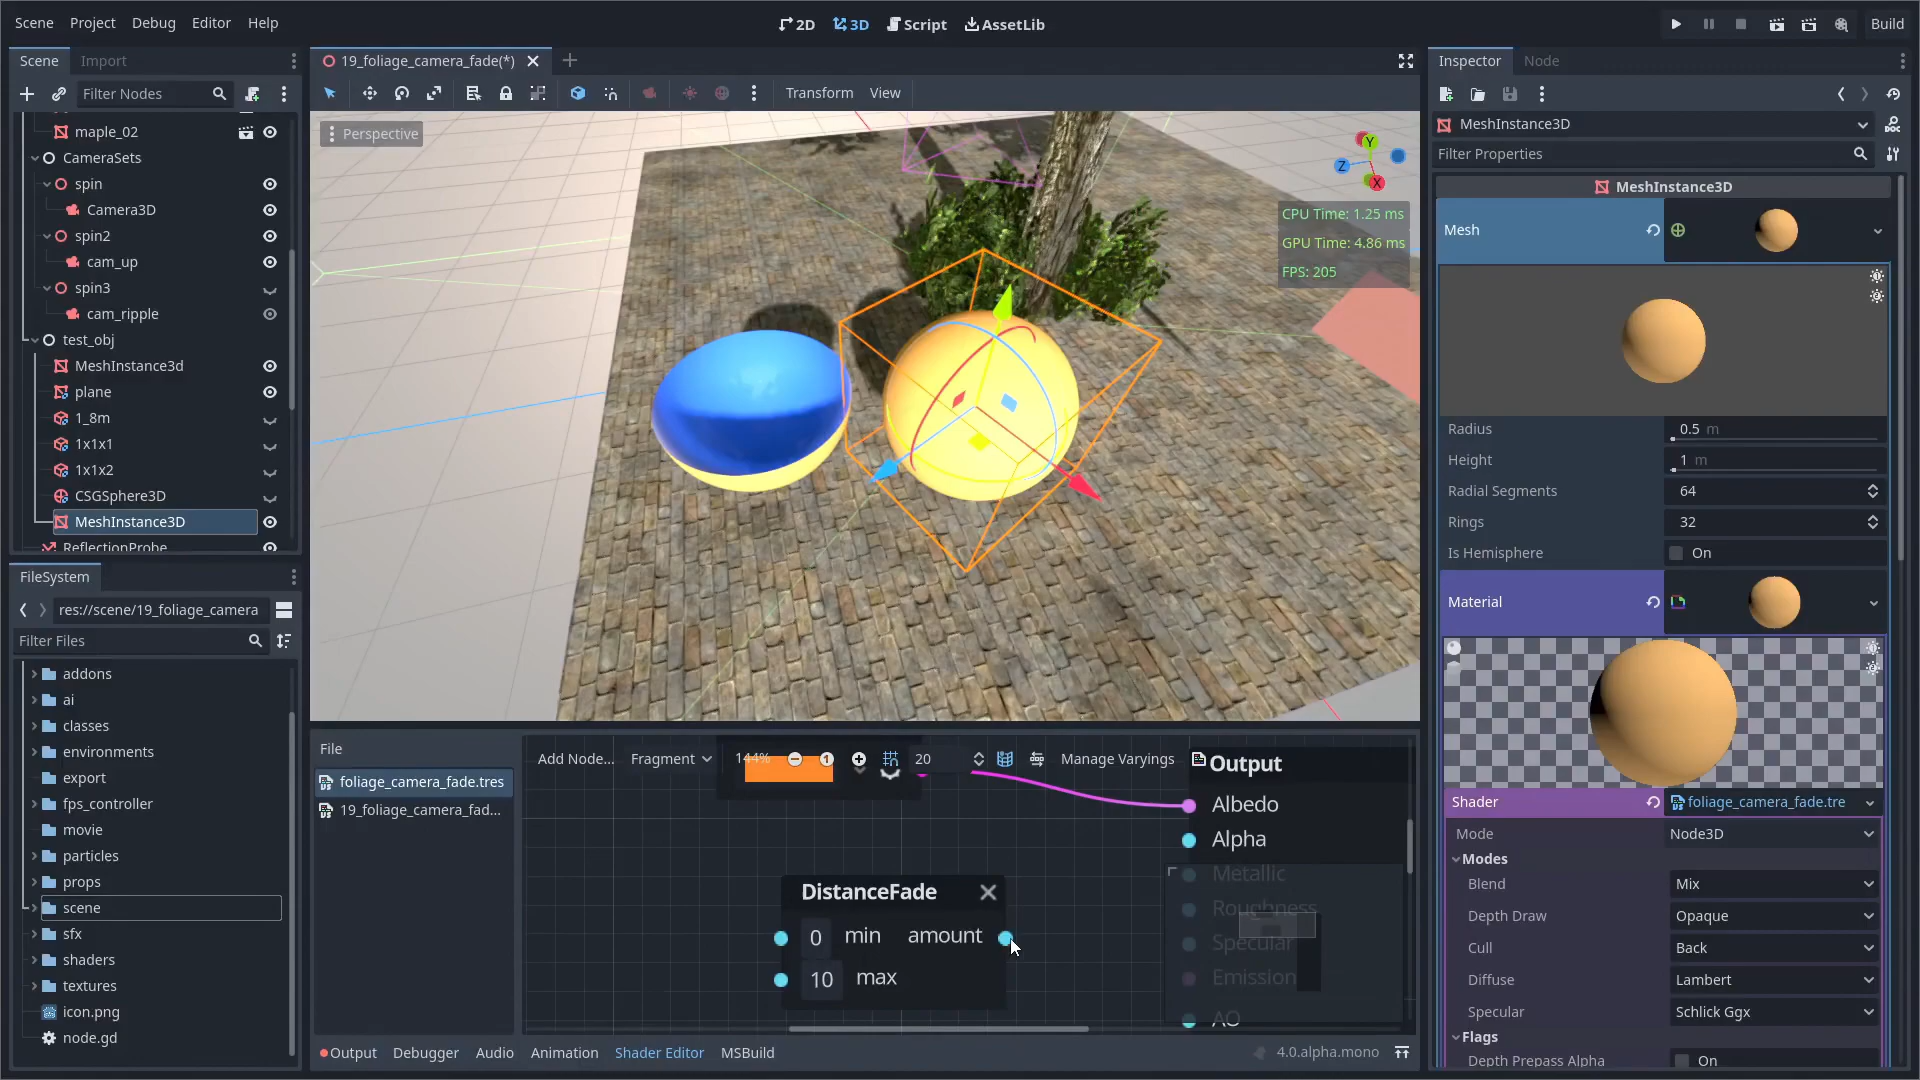 Scene Project Debug Editor Help
2D 3D Script AssetLib
Build
Scene Import
Filter Nodes
maple_02
CameraSets
spin
Camera3D
spin2
cam_up
spin3
cam_ripple
test_obj
MeshInstance3d
plane
1_8m
1x1x1
1x1x2
CSGSphere3D
MeshInstance3D
ReflectionProbe
FileSystem
res://scene/19_foliage_camera
Filter Files
addons
ai
classes
environments
export
fps_controller
movie
particles
props
scene
sfx
shaders
textures
icon.png
node.gd
19_foliage_camera_fade(*)
Transform View
Perspective
Y
Z
X
CPU Time: 1.25 ms
GPU Time: 4.86 ms
FPS: 205
File
foliage_camera_fade.tres
19_foliage_camera_fad...
Add Node... Fragment 144% 1 20 Manage Varyings
Output
Albedo
Alpha
Metallic
Roughness
Specular
Emission
AO
DistanceFade
0 min amount
10 max
Output Debugger Audio Animation Shader Editor MSBuild
4.0.alpha.mono
Inspector Node
MeshInstance3D
Filter Properties
MeshInstance3D
Mesh
Radius 0.5 m
Height 1 m
Radial Segments 64
Rings 32
Is Hemisphere On
Material
Shader foliage_camera_fade.tre
Mode Node3D
Modes
Blend Mix
Depth Draw Opaque
Cull Back
Diffuse Lambert
Specular Schlick Ggx
Flags
Depth Prepass Alpha On